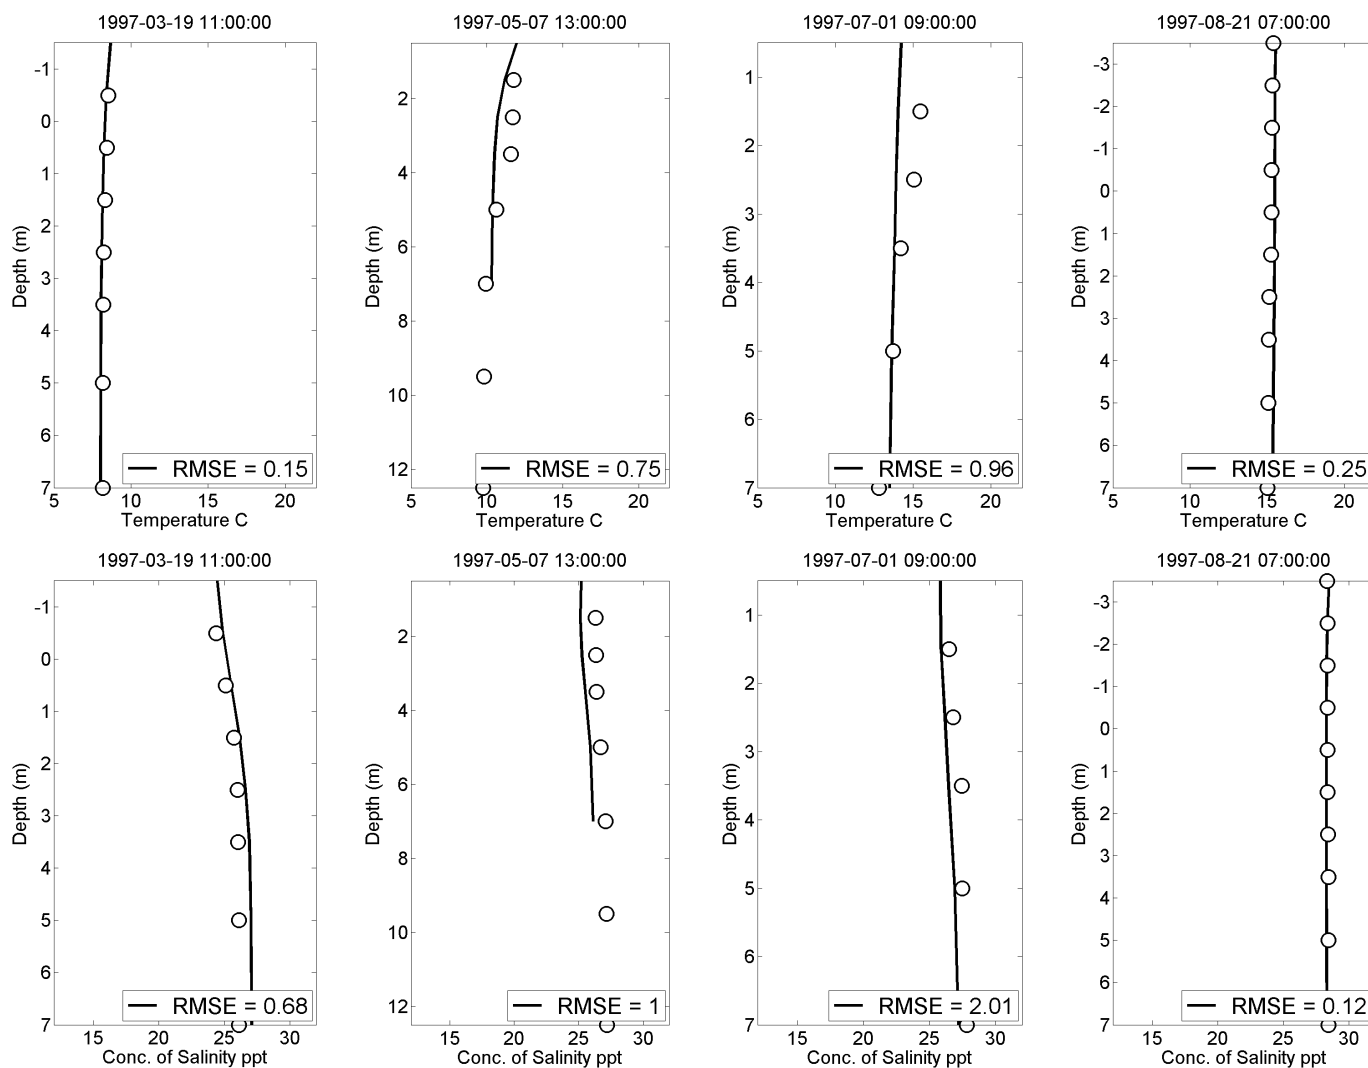 1997-03-19 11:00:00 1997-05-07 13:00:00 1997-07-01 09:00:00 1997-08-21 07:00:00
Depth (m)
-1
0
1
2
3
4
5
6
7
RMSE = 0.15
5 10 15 20
Temperature C
Depth (m)
2
4
6
8
10
12
RMSE = 0.75
5 10 15 20
Temperature C
Depth (m)
1
2
3
4
5
6
7
RMSE = 0.96
5 10 15 20
Temperature C
Depth (m)
-3
-2
-1
0
1
2
3
4
5
6
7
RMSE = 0.25
5 10 15 20
Temperature C
1997-03-19 11:00:00 1997-05-07 13:00:00 1997-07-01 09:00:00 1997-08-21 07:00:00
Depth (m)
-1
0
1
2
3
4
5
6
7
RMSE = 0.68
15 20 25 30
Conc. of Salinity ppt
Depth (m)
2
4
6
8
10
12
RMSE = 1
15 20 25 30
Conc. of Salinity ppt
Depth (m)
1
2
3
4
5
6
7
RMSE = 2.01
15 20 25 30
Conc. of Salinity ppt
Depth (m)
-3
-2
-1
0
1
2
3
4
5
6
7
RMSE = 0.12
15 20 25 30
Conc. of Salinity ppt